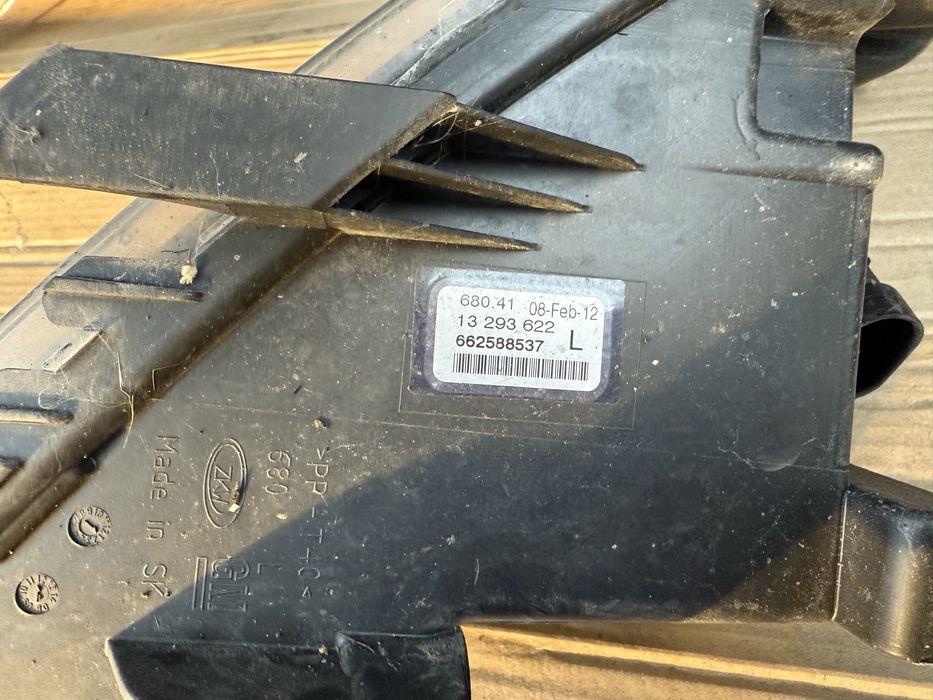 680.41 08-Feb-12
13 293 622
662588537 L
>PP-T40<
680 L
ZKW
GM
Made in SK